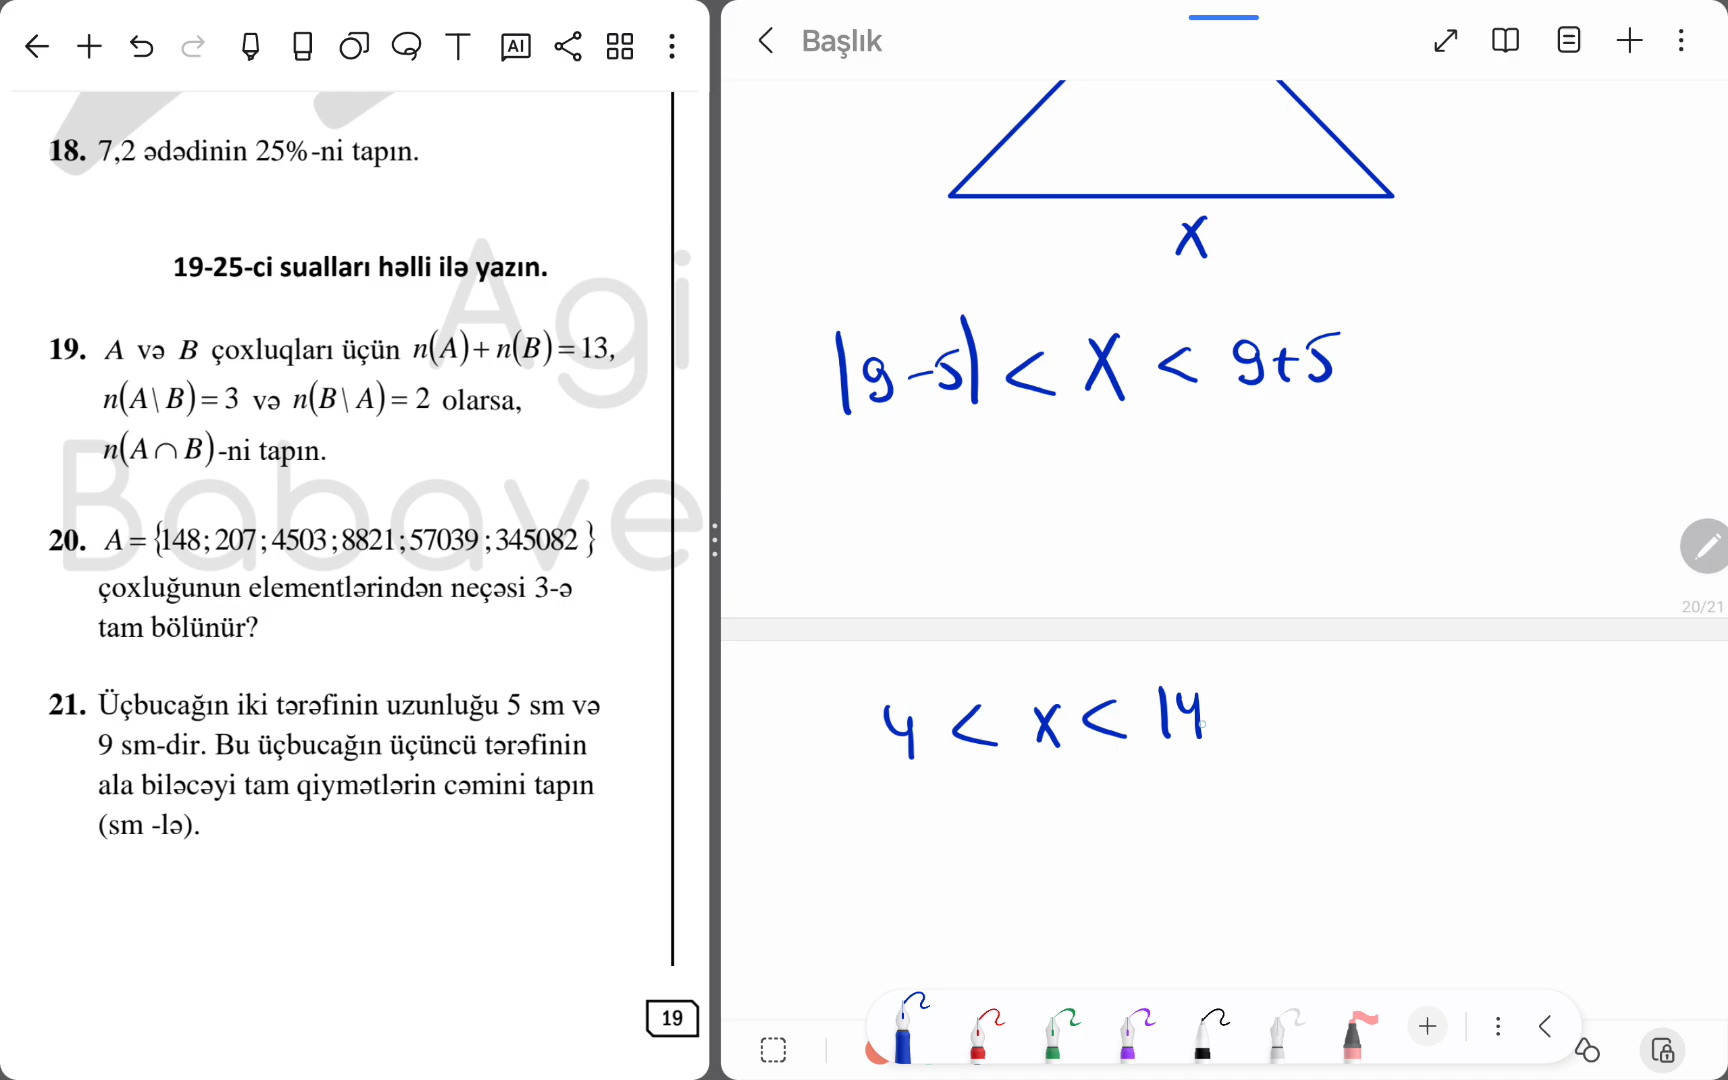 AI
18. 7,2 ədədinin 25%-ni tapın.
19-25-ci sualları həlli ilə yazın.
19. A və B çoxluqları üçün n(A)+n(B)=13,
n(A\B)=3 və n(B\A)=2 olarsa,
n(A∩B)-ni tapın.
20. A={148;207;4503;8821;57039;345082}
çoxluğunun elementlərindən neçəsi 3-ə
tam bölünür?
21. Üçbucağın iki tərəfinin uzunluğu 5 sm və
9 sm-dir. Bu üçbucağın üçüncü tərəfinin
ala biləcəyi tam qiymətlərin cəmini tapın
(sm -lə).
19
Agi
Babave
Başlık
x
|9-5| < x < 9+5
20/21
4 < x < 14